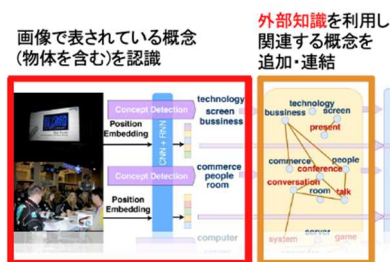 画像で表されている概念
(物体を含む)を認識
外部知識を利用し
関連する概念を
追加・連結
Concept Detection
technology
screen
bussiness
Position
Embedding
CNN + RNN
commerce
people
room
Concept Detection
Position
Embedding
computer
technology
bussiness
screen
present
commerce
people
conference
conversation
room
talk
server
system
game